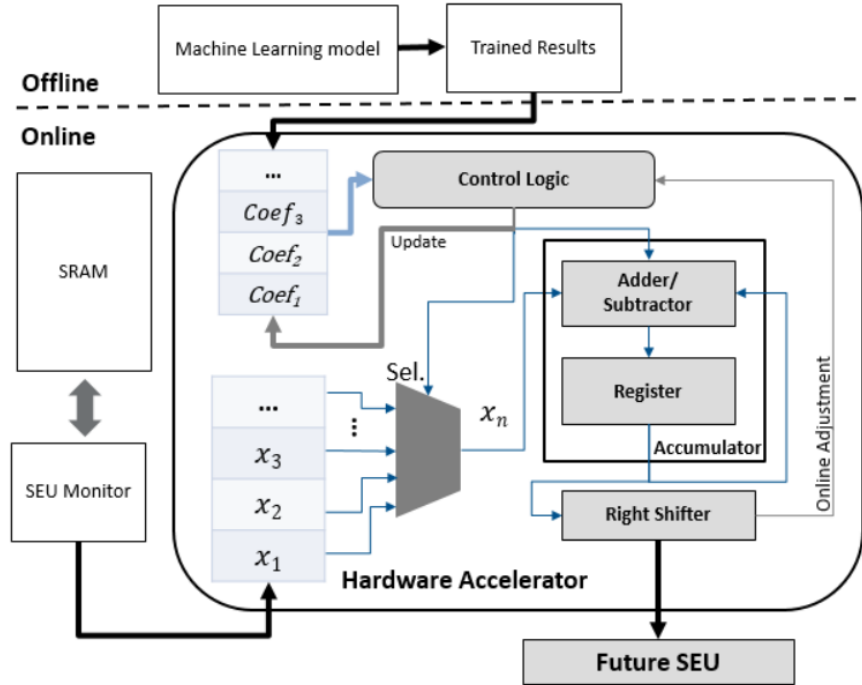 Machine Learning model
Trained Results
Offline
Online
...
Coef₃
Coef₂
Coef₁
Control Logic
Update
SRAM
Adder/
Subtractor
Register
Accumulator
Online Adjustment
Sel.
...
x₃
x₂
x₁
...
xₙ
SEU Monitor
Right Shifter
Hardware Accelerator
Future SEU